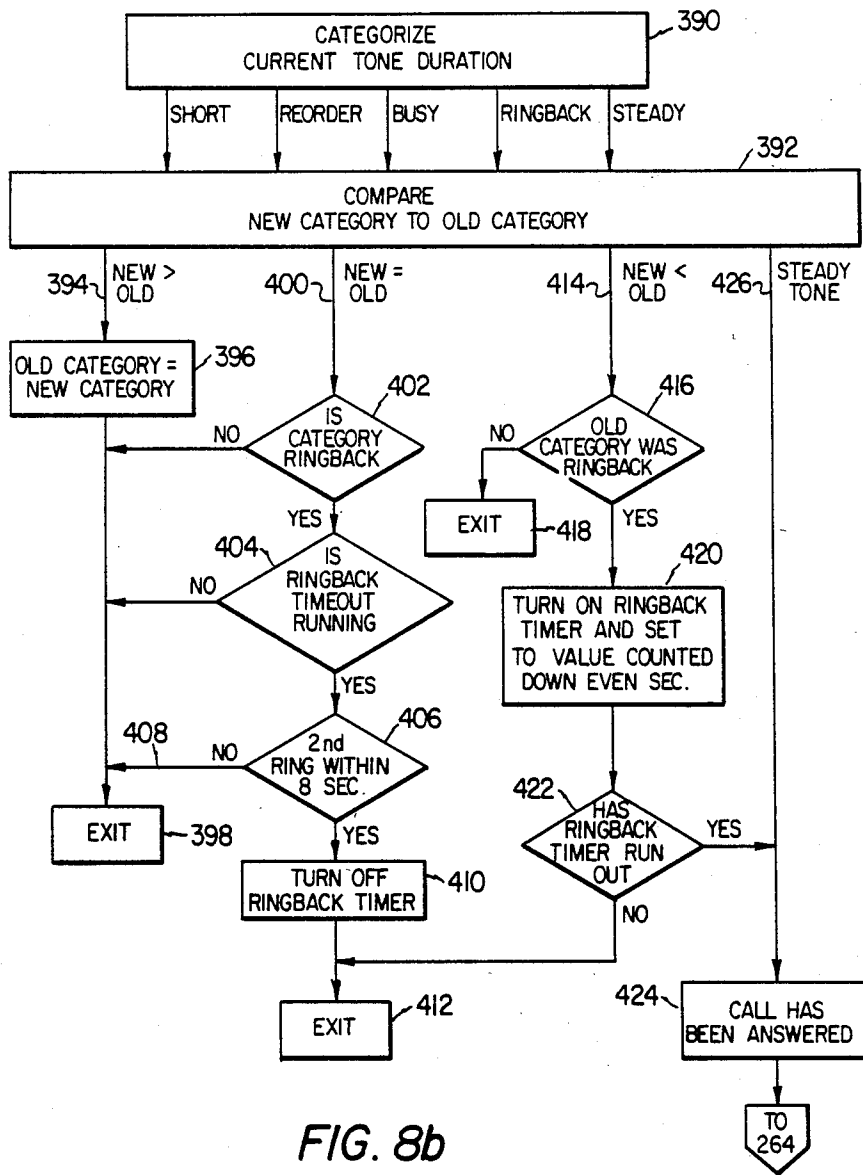 CATEGORIZE
CURRENT TONE DURATION
390
SHORT
REORDER
BUSY
RINGBACK
STEADY
392
COMPARE
NEW CATEGORY TO OLD CATEGORY
394
NEW >
OLD
400
NEW =
OLD
414
NEW <
OLD
426
STEADY
TONE
OLD CATEGORY =
NEW CATEGORY
396
402
IS
CATEGORY
RINGBACK
NO
YES
416
OLD
CATEGORY WAS
RINGBACK
NO
YES
EXIT
418
404
IS
RINGBACK
TIMEOUT
RUNNING
NO
YES
420
TURN ON RINGBACK
TIMER AND SET
TO VALUE COUNTED
DOWN EVEN SEC.
408
NO
406
2nd
RING WITHIN
8 SEC.
YES
EXIT
398
422
HAS
RINGBACK
TIMER RUN
OUT
YES
NO
TURN OFF
RINGBACK TIMER
410
EXIT
412
424
CALL HAS
BEEN ANSWERED
TO
264
FIG. 8b